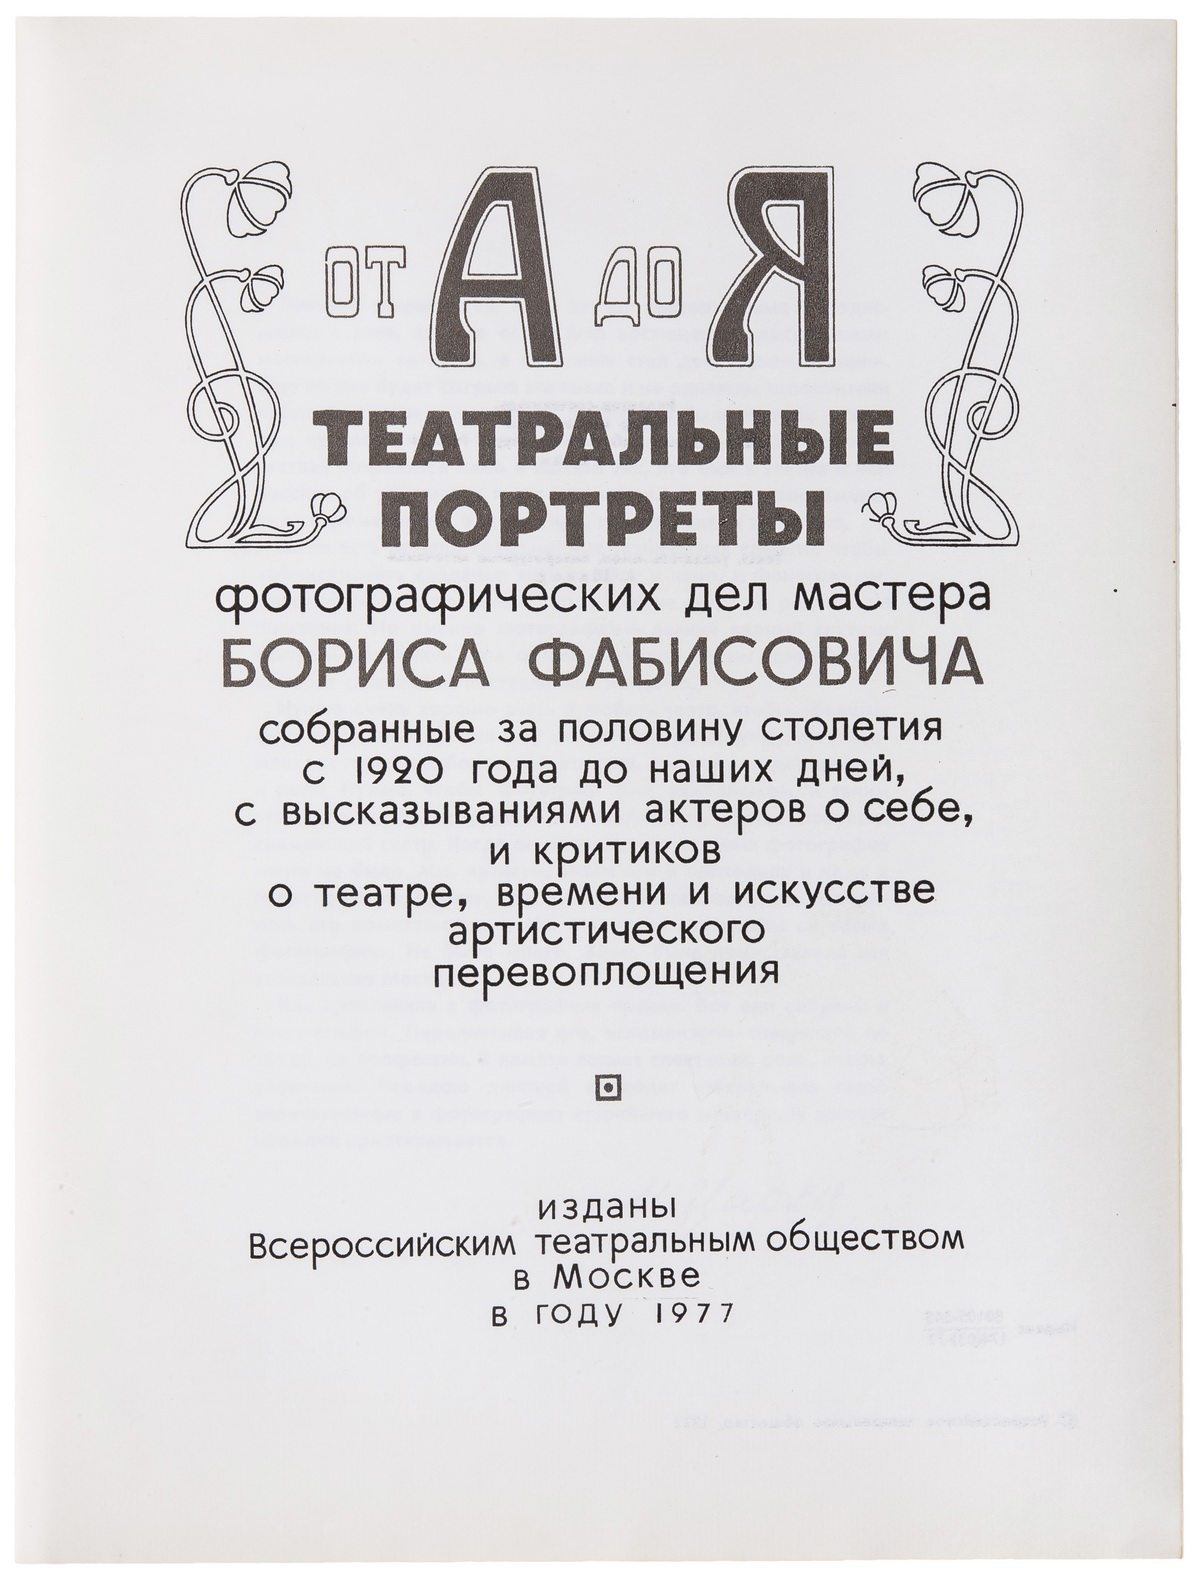 от А до Я
ТЕАТРАЛЬНЫЕ
ПОРТРЕТЫ
фотографических дел мастера
БОРИСА ФАБИСОВИЧА
собранные за половину столетия
с 1920 года до наших дней,
с высказываниями актеров о себе,
и критиков
о театре, времени и искусстве
артистического
перевоплощения
изданы
Всероссийским театральным обществом
в Москве
в году 1977